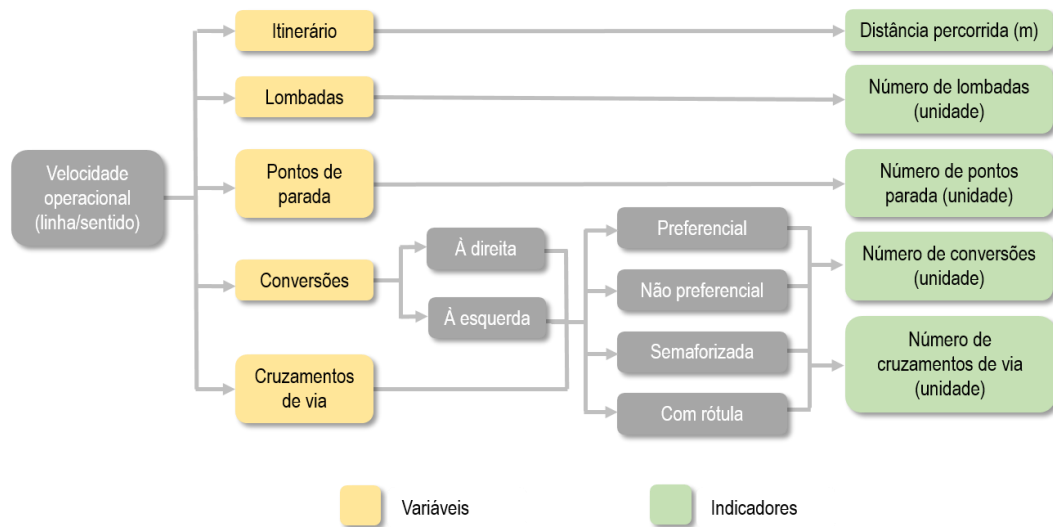 Velocidade
operacional
(linha/sentido)
Itinerário
Distância percorrida (m)
Lombadas
Número de lombadas
(unidade)
Pontos de
parada
Número de pontos
parada (unidade)
Conversões
À direita
À esquerda
Preferencial
Não preferencial
Semaforizada
Com rótula
Número de conversões
(unidade)
Cruzamentos
de via
Número de
cruzamentos de via
(unidade)
Variáveis
Indicadores